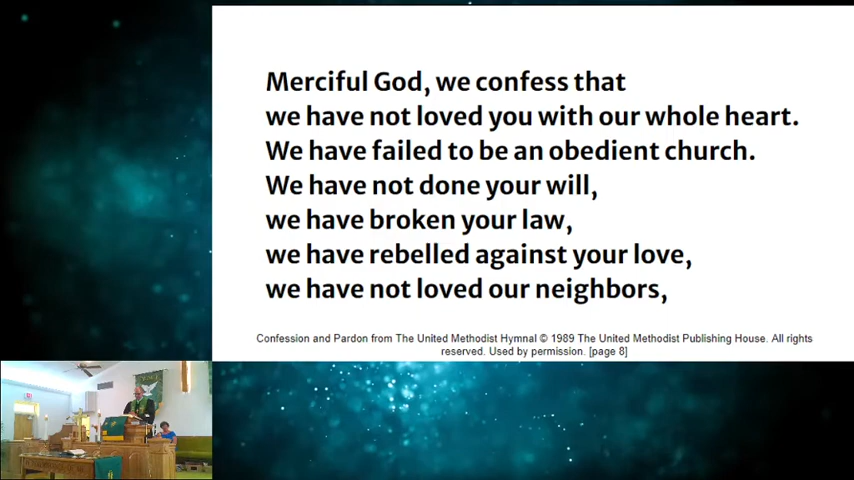 Merciful God, we confess that
we have not loved you with our whole heart.
We have failed to be an obedient church.
We have not done your will,
we have broken your law,
we have rebelled against your love,
we have not loved our neighbors,
Confession and Pardon from The United Methodist Hymnal © 1989 The United Methodist Publishing House. All rights
reserved. Used by permission. [page 8]